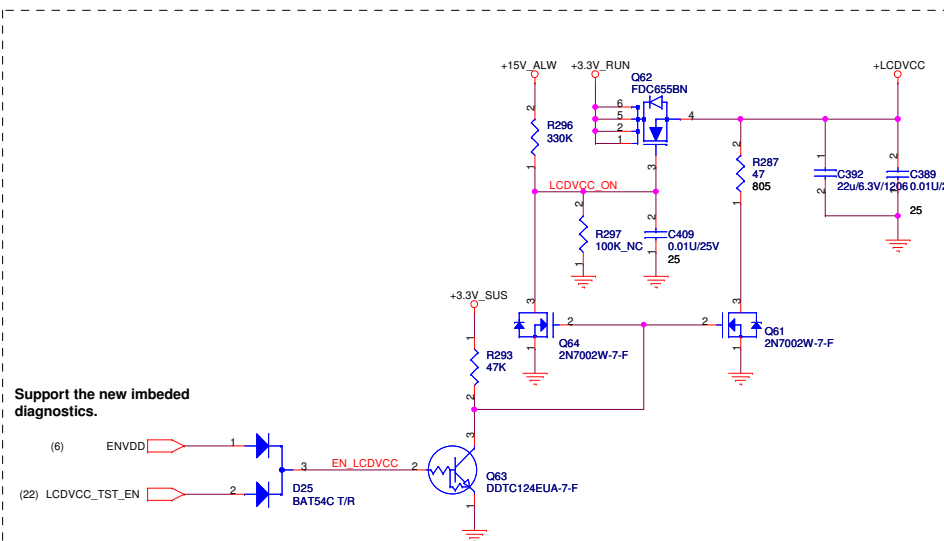 +15V_ALW
+3.3V_RUN
+LCDVCC
Q62
FDC655BN
6
5
2
1
4
3
2
R296
330K
1
2
R287
47
805
1
1
C392
22u/6.3V/1206
2
2
C389
0.01U/2
1
25
LCDVCC_ON
2
R297
100K_NC
1
2
C409
0.01U/25V
1
25
+3.3V_SUS
3
2
1
Q64
2N7002W-7-F
3
2
1
Q61
2N7002W-7-F
1
R293
47K
2
Support the new imbeded
diagnostics.
(6) ENVDD
1
(22) LCDVCC_TST_EN
2
3
D25
BAT54C T/R
EN_LCDVCC
2
3
1
Q63
DDTC124EUA-7-F